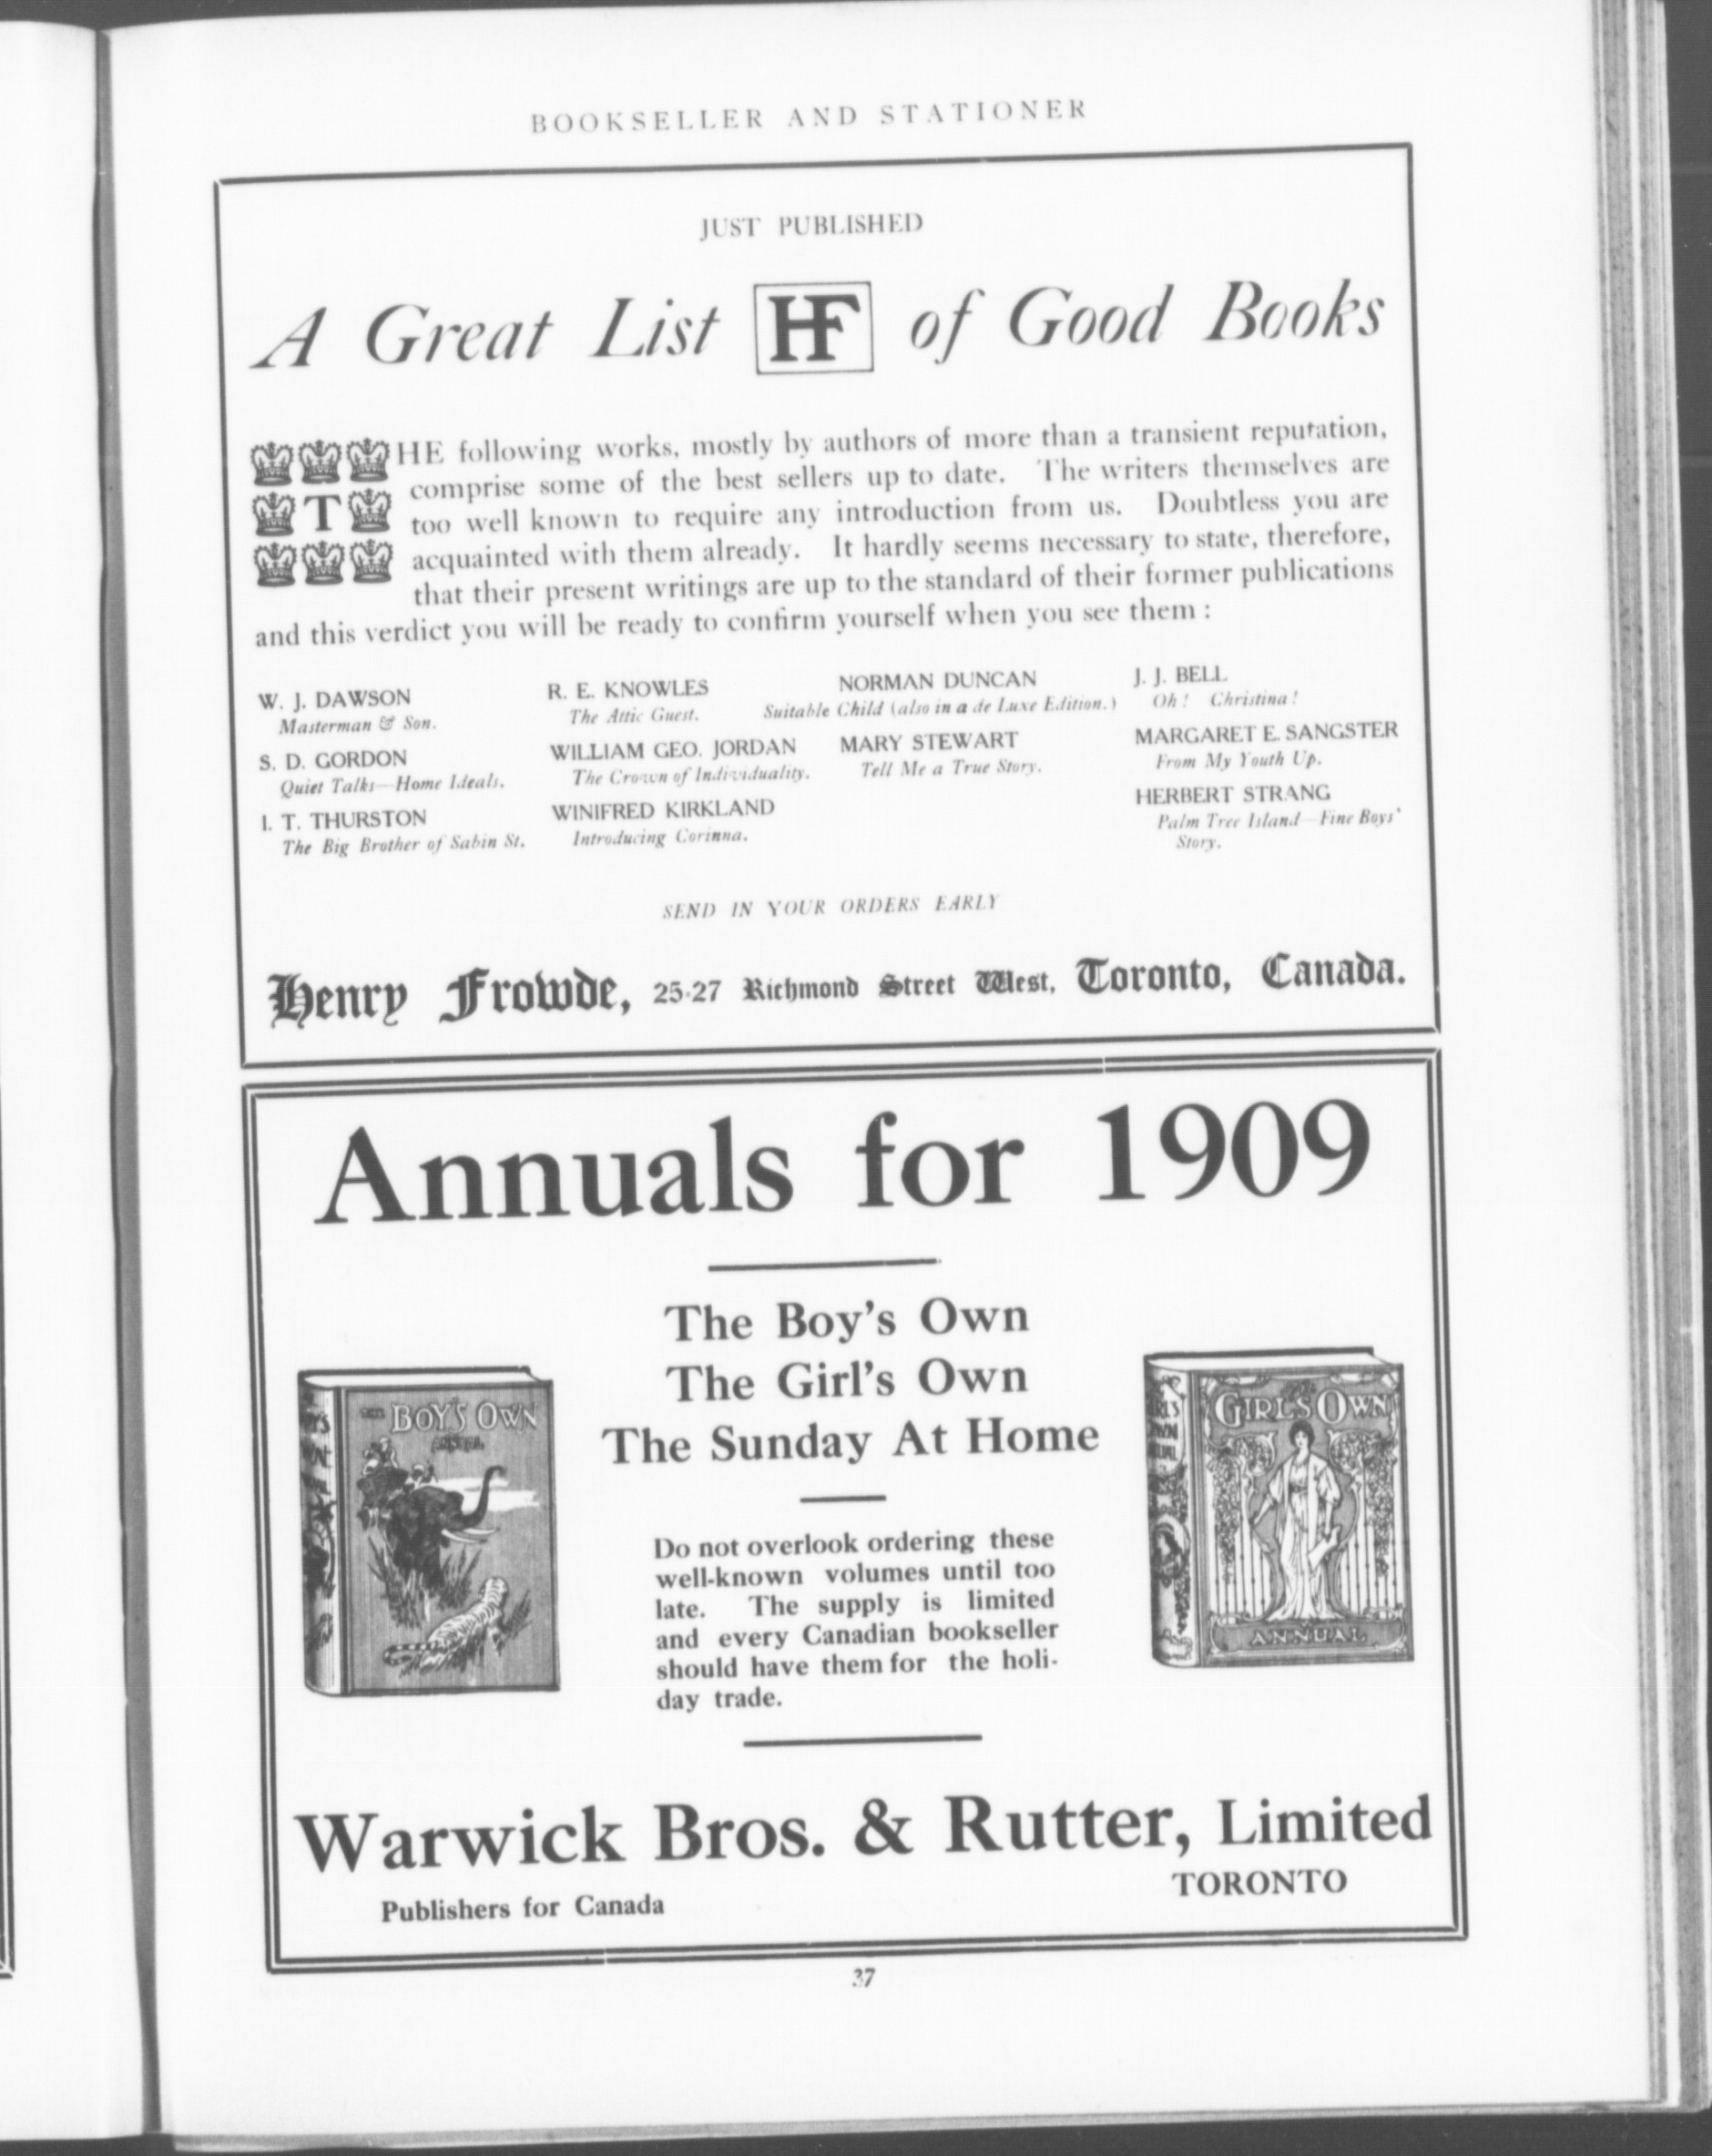 BOOKSELLER AND STATIONER
JUST PUBLISHED
A Great List HF of Good Books
THE following works, mostly by authors of more than a transient reputation,
comprise some of the best sellers up to date. The writers themselves are
too well known to require any introduction from us. Doubtless you are
acquainted with them already. It hardly seems necessary to state, therefore,
that their present writings are up to the standard of their former publications
and this verdict you will be ready to confirm yourself when you see them :
W. J. DAWSON
Masterman & Son.
S. D. GORDON
Quiet Talks—Home Ideals.
I. T. THURSTON
The Big Brother of Sabin St.
R. E. KNOWLES
The Attic Guest.
WILLIAM GEO. JORDAN
The Crown of Individuality.
WINIFRED KIRKLAND
Introducing Corinna.
NORMAN DUNCAN
Suitable Child (also in a de Luxe Edition.)
MARY STEWART
Tell Me a True Story.
J. J. BELL
Oh! Christina!
MARGARET E. SANGSTER
From My Youth Up.
HERBERT STRANG
Palm Tree Island—Fine Boys'
Story.
SEND IN YOUR ORDERS EARLY
Henry Frowde, 25-27 Richmond Street West, Toronto, Canada.
Annuals for 1909
The Boy's Own
The Girl's Own
The Sunday At Home
THE BOY'S OWN
ANNUAL
GIRL'S OWN
ANNUAL
Do not overlook ordering these
well-known volumes until too
late. The supply is limited
and every Canadian bookseller
should have them for the holi-
day trade.
Warwick Bros. & Rutter, Limited
Publishers for Canada
TORONTO
37